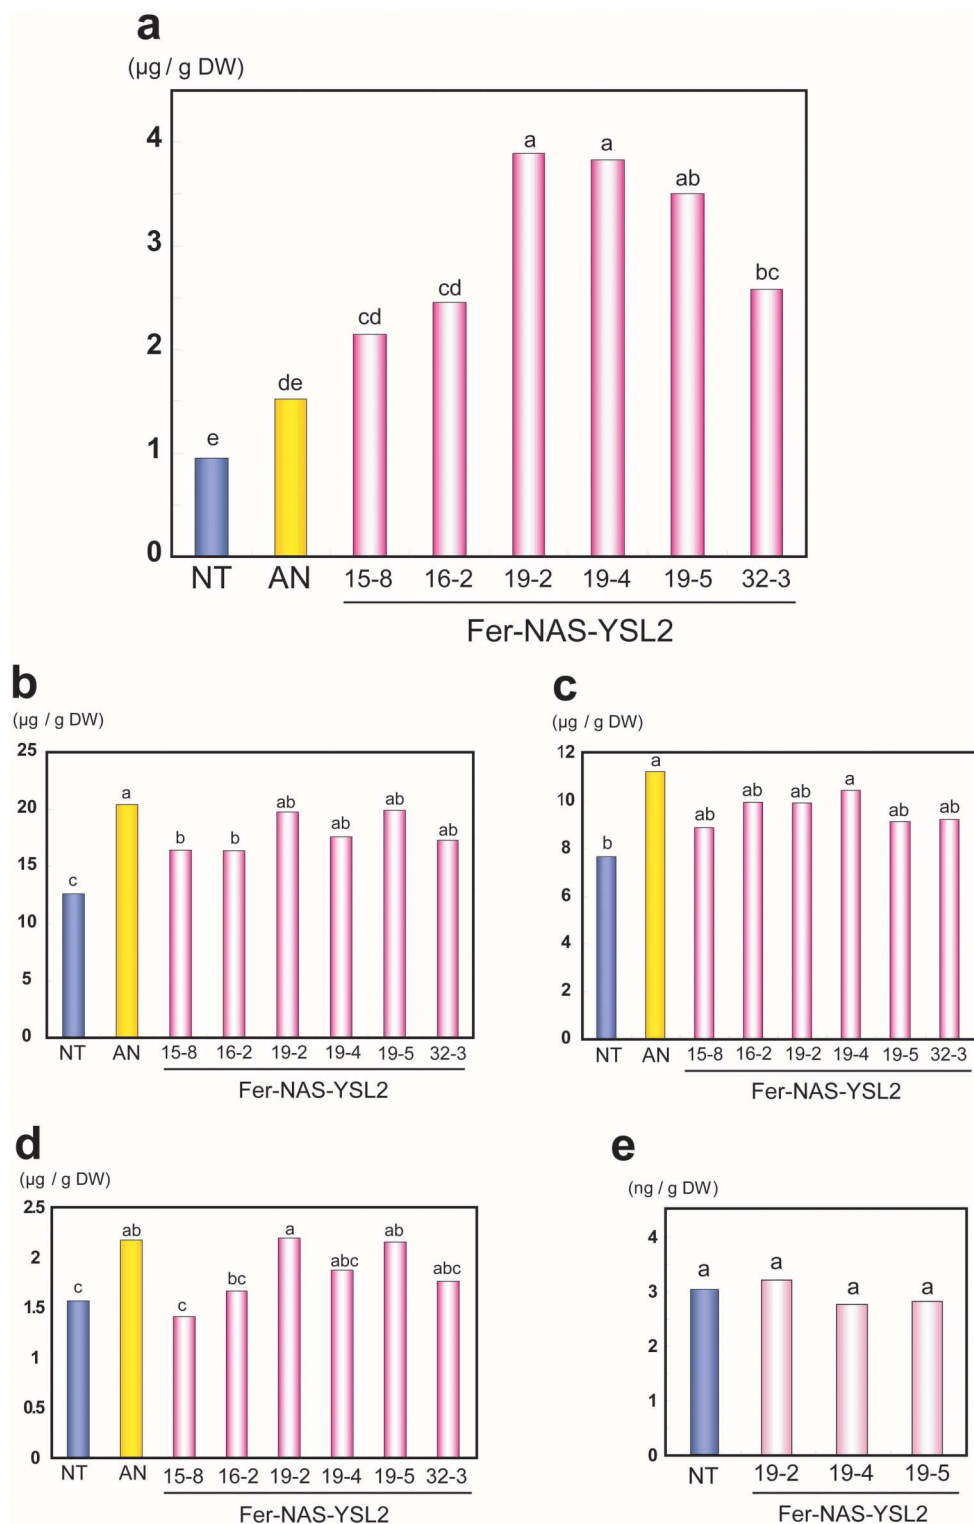 a
(µg / g DW)
4
3
2
1
0
e
de
cd
cd
a
a
ab
bc
NT AN 15-8 16-2 19-2 19-4 19-5 32-3
Fer-NAS-YSL2
b
(µg / g DW)
25
20
15
10
5
0
c
a
b
b
ab
ab
ab
ab
NT AN 15-8 16-2 19-2 19-4 19-5 32-3
Fer-NAS-YSL2
c
(µg / g DW)
12
10
8
6
4
2
0
b
a
ab
ab
ab
a
ab
ab
NT AN 15-8 16-2 19-2 19-4 19-5 32-3
Fer-NAS-YSL2
d
(µg / g DW)
2.5
2
1.5
1
0.5
0
c
ab
c
bc
a
abc
ab
abc
NT AN 15-8 16-2 19-2 19-4 19-5 32-3
Fer-NAS-YSL2
e
(ng / g DW)
4
3
2
1
0
a
a
a
a
NT 19-2 19-4 19-5
Fer-NAS-YSL2